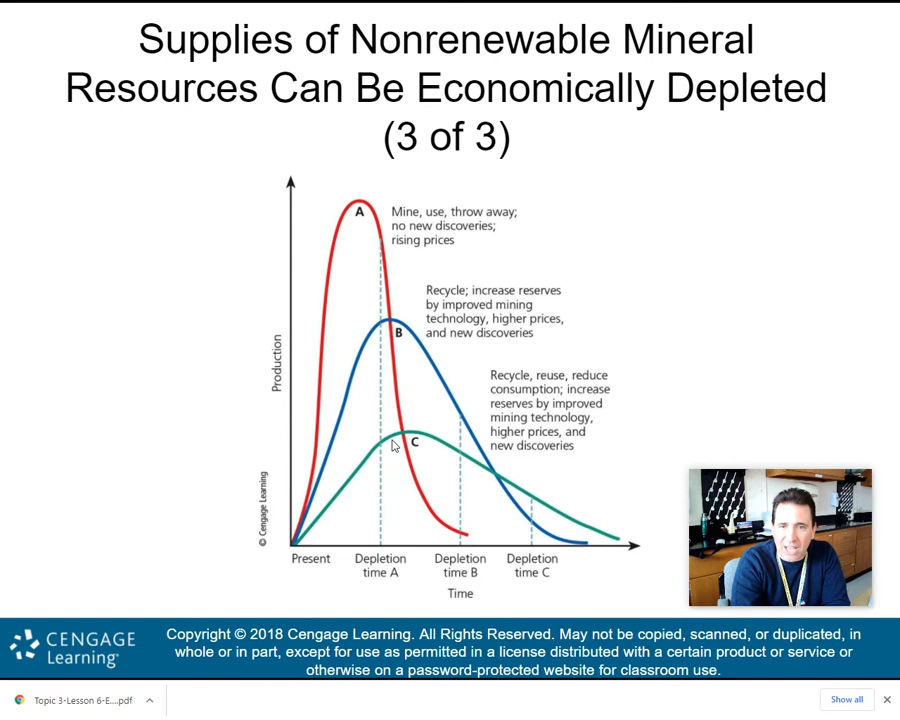 Supplies of Nonrenewable Mineral
Resources Can Be Economically Depleted
(3 of 3)
A
Mine, use, throw away;
no new discoveries;
rising prices
Recycle; increase reserves
by improved mining
technology, higher prices,
and new discoveries
B
Recycle, reuse, reduce
consumption; increase
reserves by improved
mining technology,
higher prices, and
new discoveries
C
Production
© Cengage Learning
Present
Depletion
time A
Depletion
time B
Depletion
time C
Time
CENGAGE
Learning
Copyright © 2018 Cengage Learning. All Rights Reserved. May not be copied, scanned, or duplicated, in
whole or in part, except for use as permitted in a license distributed with a certain product or service or
otherwise on a password-protected website for classroom use.
Topic 3-Lesson 6-E....pdf
Show all